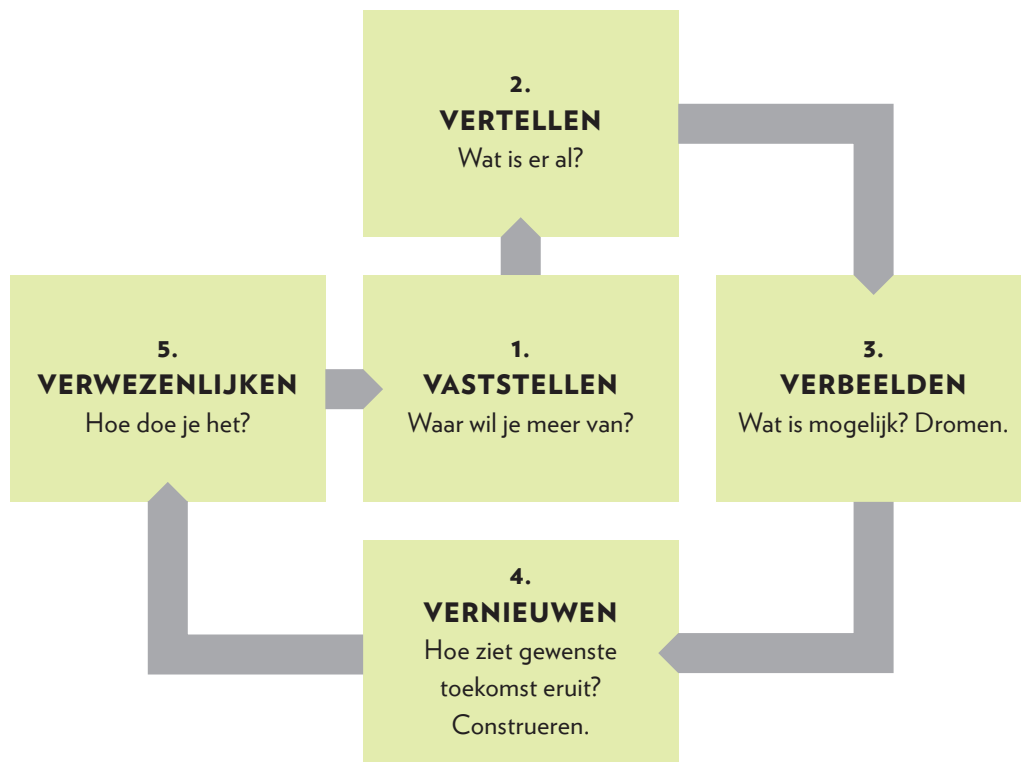 2.
VERTELLEN
Wat is er al?
5.
VERWEZENLIJKEN
Hoe doe je het?
1.
VASTSTELLEN
Waar wil je meer van?
3.
VERBEELDEN
Wat is mogelijk? Dromen.
4.
VERNIEUWEN
Hoe ziet gewenste
toekomst eruit?
Construeren.